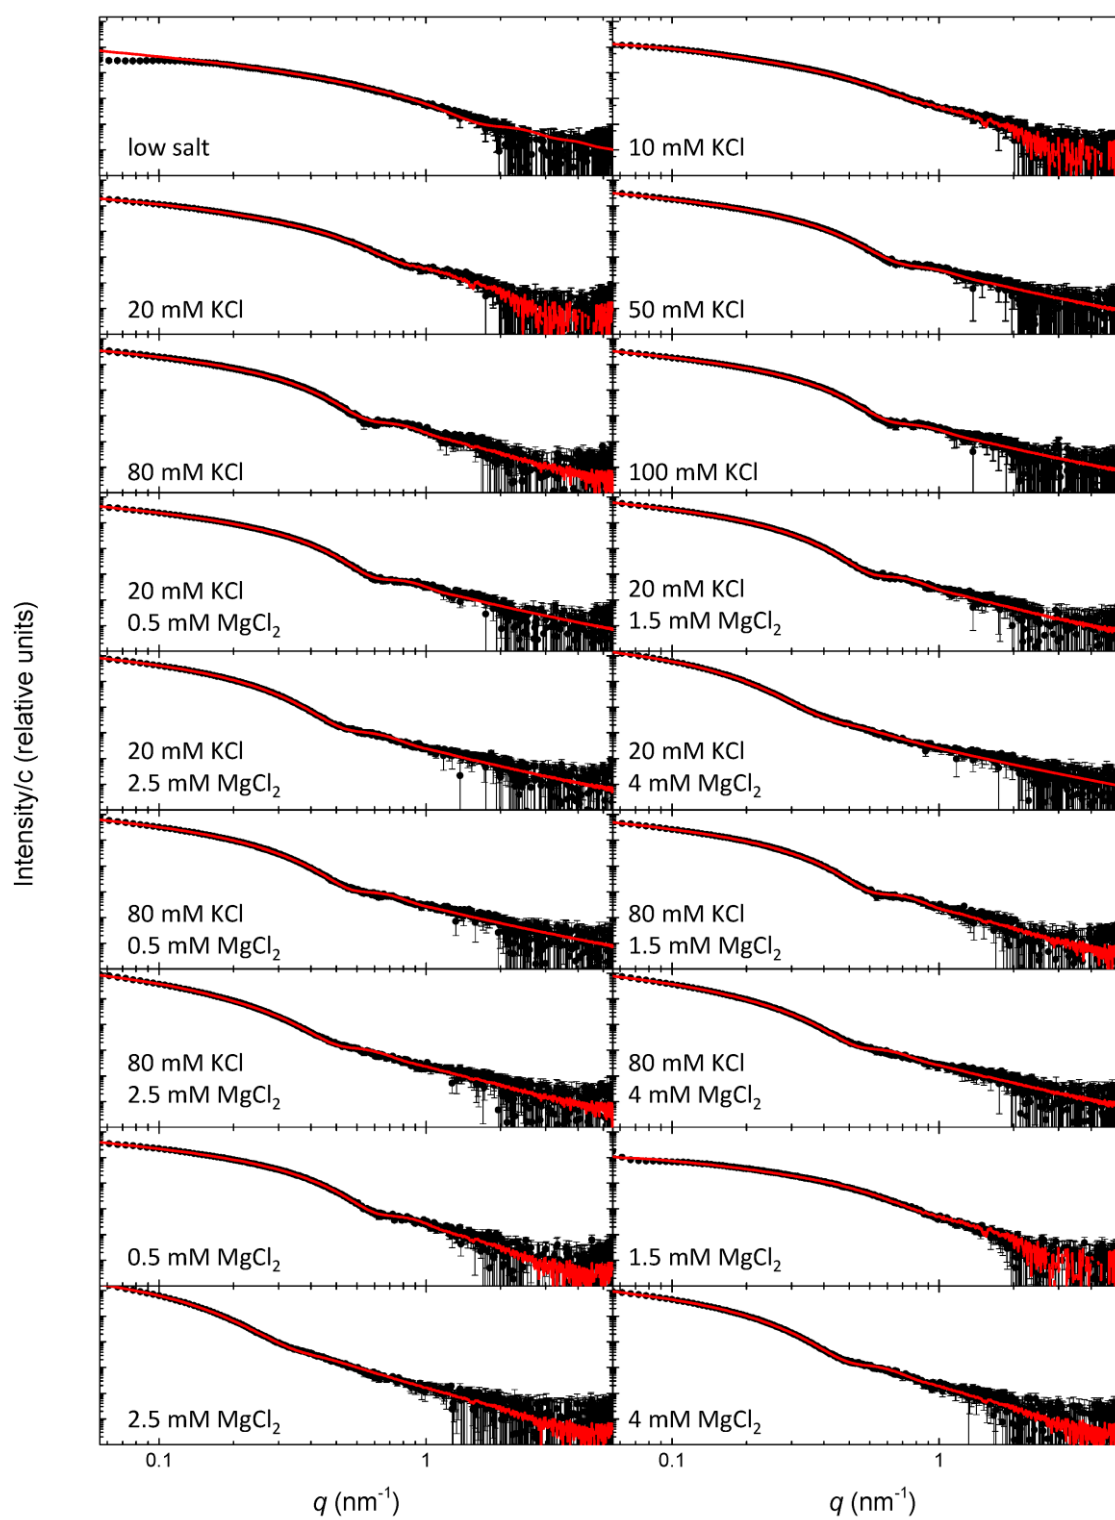 low salt
10 mM KCl
20 mM KCl
50 mM KCl
80 mM KCl
100 mM KCl
20 mM KCl
0.5 mM MgCl₂
20 mM KCl
1.5 mM MgCl₂
20 mM KCl
2.5 mM MgCl₂
20 mM KCl
4 mM MgCl₂
80 mM KCl
0.5 mM MgCl₂
80 mM KCl
1.5 mM MgCl₂
80 mM KCl
2.5 mM MgCl₂
80 mM KCl
4 mM MgCl₂
0.5 mM MgCl₂
1.5 mM MgCl₂
2.5 mM MgCl₂
4 mM MgCl₂
Intensity/c (relative units)
0.1 1 0.1 1
q (nm⁻¹) q (nm⁻¹)